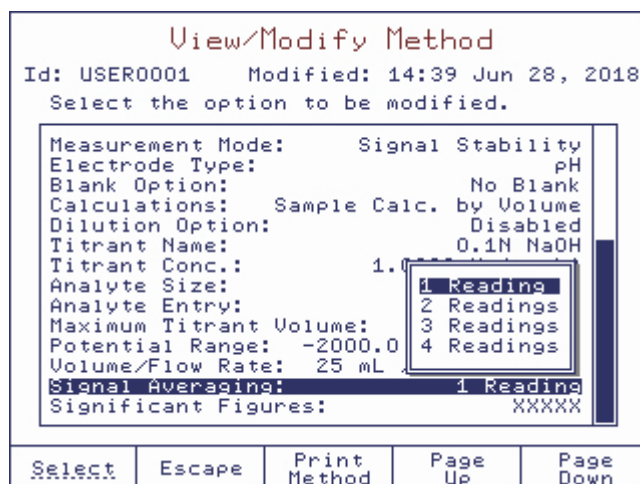 View/Modify Method
Id: USER0001 Modified: 14:39 Jun 28, 2018
Select the option to be modified.
Measurement Mode: Signal Stability
Electrode Type: pH
Blank Option: No Blank
Calculations: Sample Calc. by Volume
Dilution Option: Disabled
Titrant Name: 0.1N NaOH
Titrant Conc.: 1.
Analyte Size:
Analyte Entry:
Maximum Titrant Volume:
Potential Range: -2000.0
Volume/Flow Rate: 25 mL
Signal Averaging: 1 Reading
Significant Figures: XXXXX
1 Reading
2 Readings
3 Readings
4 Readings
Select
Escape
Print Method
Page Up
Page Down